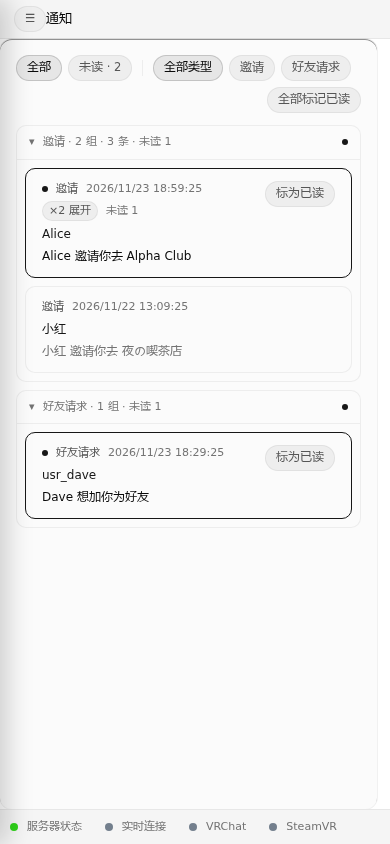 ☰ 通知
全部 未读 · 2 全部类型 邀请 好友请求
全部标记已读
▾ 邀请 · 2 组 · 3 条 · 未读 1
邀请 2026/11/23 18:59:25 标为已读
×2 展开 未读 1
Alice
Alice 邀请你去 Alpha Club
邀请 2026/11/22 13:09:25
小红
小红 邀请你去 夜の喫茶店
▾ 好友请求 · 1 组 · 未读 1
好友请求 2026/11/23 18:29:25 标为已读
usr_dave
Dave 想加你为好友
服务器状态 实时连接 VRChat SteamVR